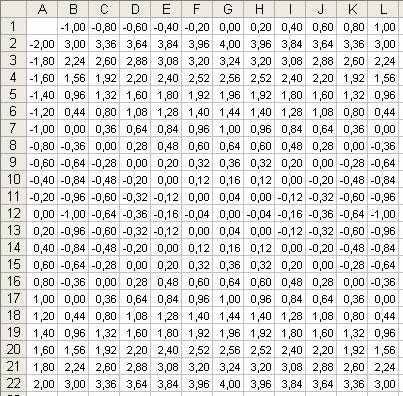 A B C D E F G H I J K L
1 -1,00 -0,80 -0,60 -0,40 -0,20 0,00 0,20 0,40 0,60 0,80 1,00
2 -2,00 3,00 3,36 3,64 3,84 3,96 4,00 3,96 3,84 3,64 3,36 3,00
3 -1,80 2,24 2,60 2,88 3,08 3,20 3,24 3,20 3,08 2,88 2,60 2,24
4 -1,60 1,56 1,92 2,20 2,40 2,52 2,56 2,52 2,40 2,20 1,92 1,56
5 -1,40 0,96 1,32 1,60 1,80 1,92 1,96 1,92 1,80 1,60 1,32 0,96
6 -1,20 0,44 0,80 1,08 1,28 1,40 1,44 1,40 1,28 1,08 0,80 0,44
7 -1,00 0,00 0,36 0,64 0,84 0,96 1,00 0,96 0,84 0,64 0,36 0,00
8 -0,80 -0,36 0,00 0,28 0,48 0,60 0,64 0,60 0,48 0,28 0,00 -0,36
9 -0,60 -0,64 -0,28 0,00 0,20 0,32 0,36 0,32 0,20 0,00 -0,28 -0,64
10 -0,40 -0,84 -0,48 -0,20 0,00 0,12 0,16 0,12 0,00 -0,20 -0,48 -0,84
11 -0,20 -0,96 -0,60 -0,32 -0,12 0,00 0,04 0,00 -0,12 -0,32 -0,60 -0,96
12 0,00 -1,00 -0,64 -0,36 -0,16 -0,04 0,00 -0,04 -0,16 -0,36 -0,64 -1,00
13 0,20 -0,96 -0,60 -0,32 -0,12 0,00 0,04 0,00 -0,12 -0,32 -0,60 -0,96
14 0,40 -0,84 -0,48 -0,20 0,00 0,12 0,16 0,12 0,00 -0,20 -0,48 -0,84
15 0,60 -0,64 -0,28 0,00 0,20 0,32 0,36 0,32 0,20 0,00 -0,28 -0,64
16 0,80 -0,36 0,00 0,28 0,48 0,60 0,64 0,60 0,48 0,28 0,00 -0,36
17 1,00 0,00 0,36 0,64 0,84 0,96 1,00 0,96 0,84 0,64 0,36 0,00
18 1,20 0,44 0,80 1,08 1,28 1,40 1,44 1,40 1,28 1,08 0,80 0,44
19 1,40 0,96 1,32 1,60 1,80 1,92 1,96 1,92 1,80 1,60 1,32 0,96
20 1,60 1,56 1,92 2,20 2,40 2,52 2,56 2,52 2,40 2,20 1,92 1,56
21 1,80 2,24 2,60 2,88 3,08 3,20 3,24 3,20 3,08 2,88 2,60 2,24
22 2,00 3,00 3,36 3,64 3,84 3,96 4,00 3,96 3,84 3,64 3,36 3,00